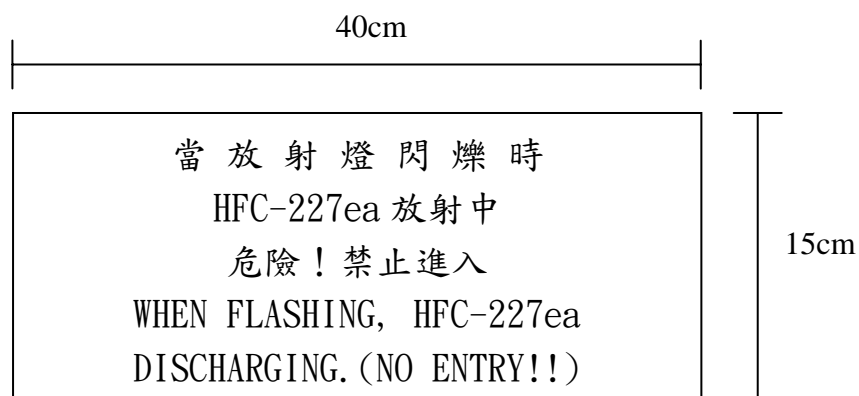 40cm
當放射燈閃爍時
HFC-227ea 放射中
危險！禁止進入
15cm
WHEN FLASHING, HFC-227ea
DISCHARGING.(NO ENTRY!!)